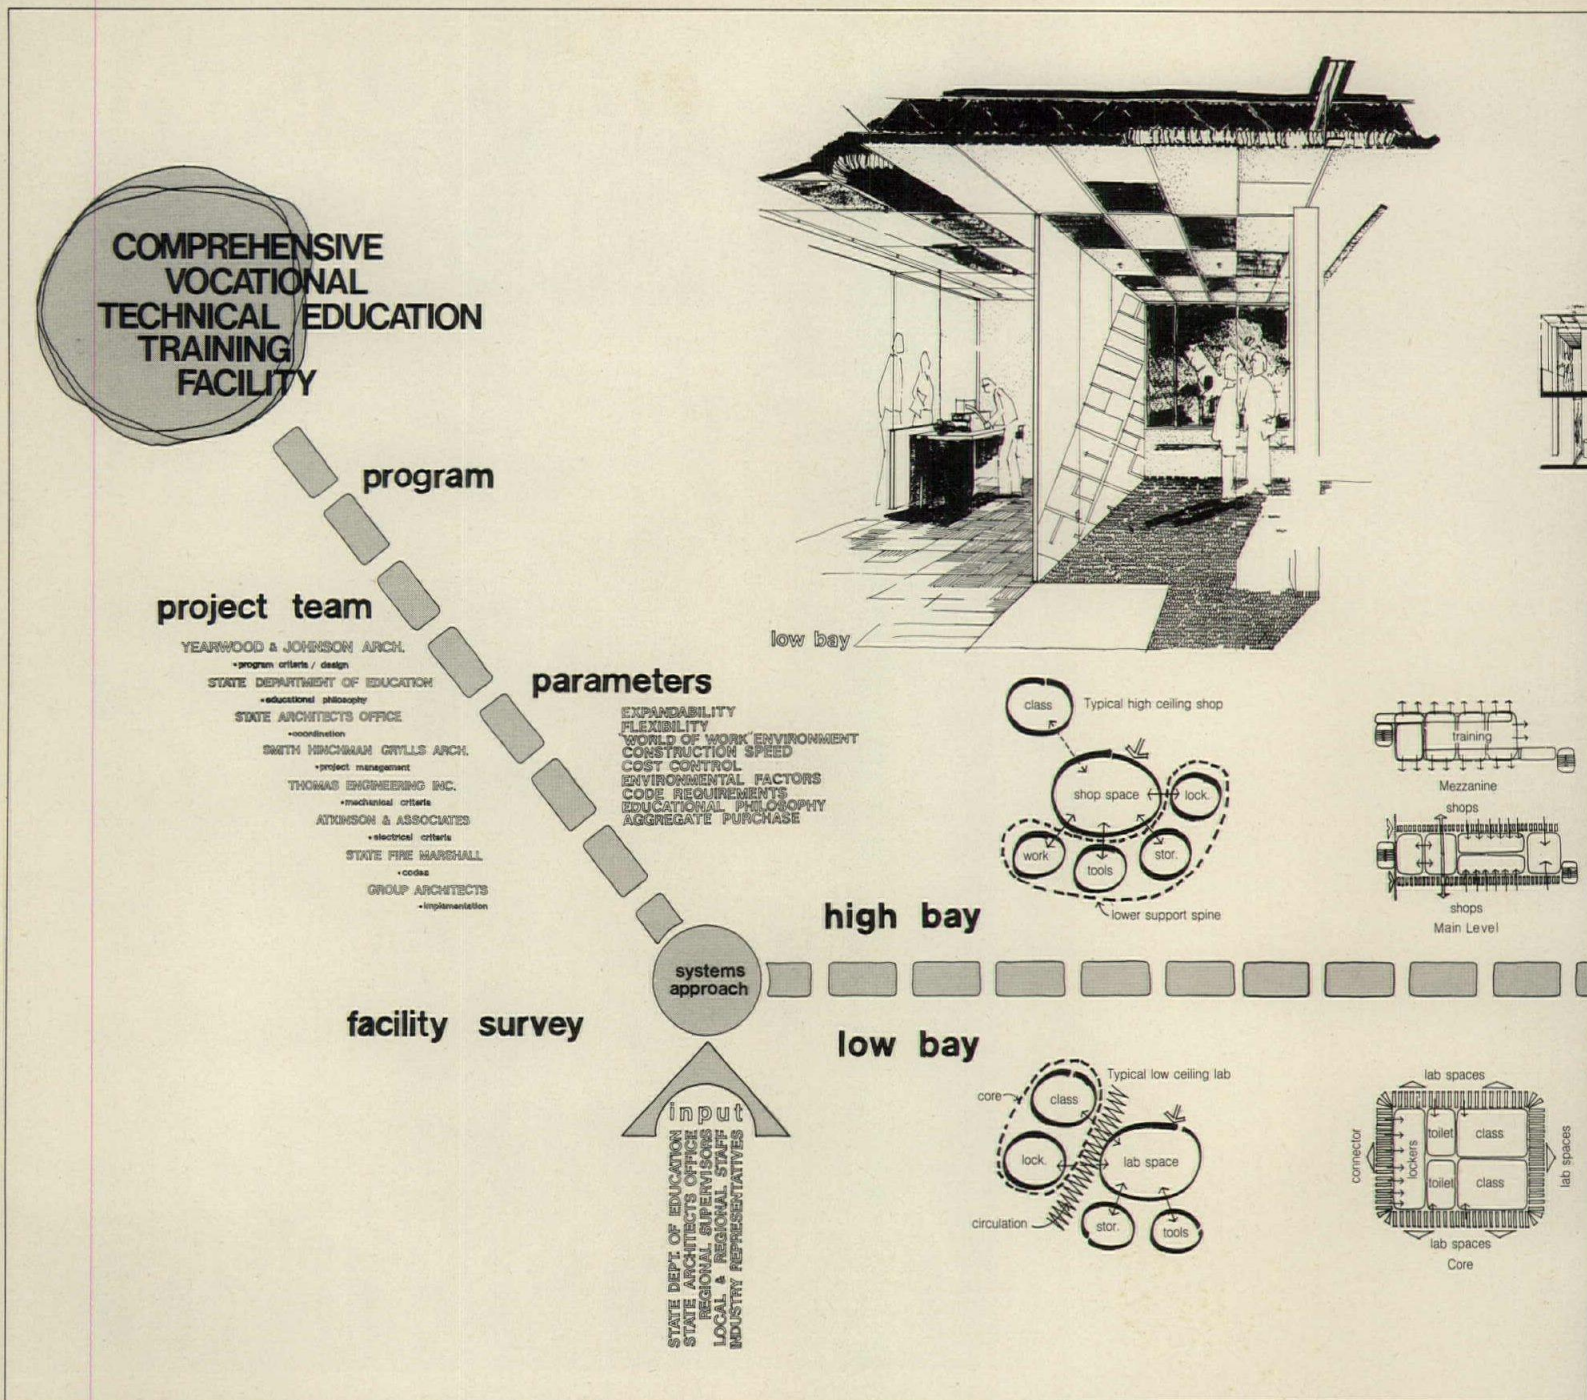 COMPREHENSIVE
VOCATIONAL
TECHNICAL EDUCATION
TRAINING
FACILITY
program
project team
YEARWOOD & JOHNSON ARCH.
•program criteria / design
STATE DEPARTMENT OF EDUCATION
•educational philosophy
STATE ARCHITECTS OFFICE
•coordination
SMITH HINCHMAN GRYLLS ARCH.
•project management
THOMAS ENGINEERING INC.
•mechanical criteria
ATKINSON & ASSOCIATES
•electrical criteria
STATE FIRE MARSHALL
•codes
GROUP ARCHITECTS
•implementation
parameters
EXPANDABILITY
FLEXIBILITY
"WORLD OF WORK" ENVIRONMENT
CONSTRUCTION SPEED
COST CONTROL
ENVIRONMENTAL FACTORS
CODE REQUIREMENTS
EDUCATIONAL PHILOSOPHY
AGGREGATE PURCHASE
systems
approach
facility survey
input
STATE DEPT. OF EDUCATION
STATE ARCHITECTS OFFICE
REGIONAL SUPERVISORS
LOCAL & REGIONAL STAFF
INDUSTRY REPRESENTATIVES
low bay
high bay
class
Typical high ceiling shop
shop space
lock.
work
tools
stor.
lower support spine
training
Mezzanine
shops
shops
Main Level
low bay
Typical low ceiling lab
core
class
lock.
lab space
circulation
stor.
tools
lab spaces
connector
lockers
toilet
class
toilet
class
lab spaces
lab spaces
Core